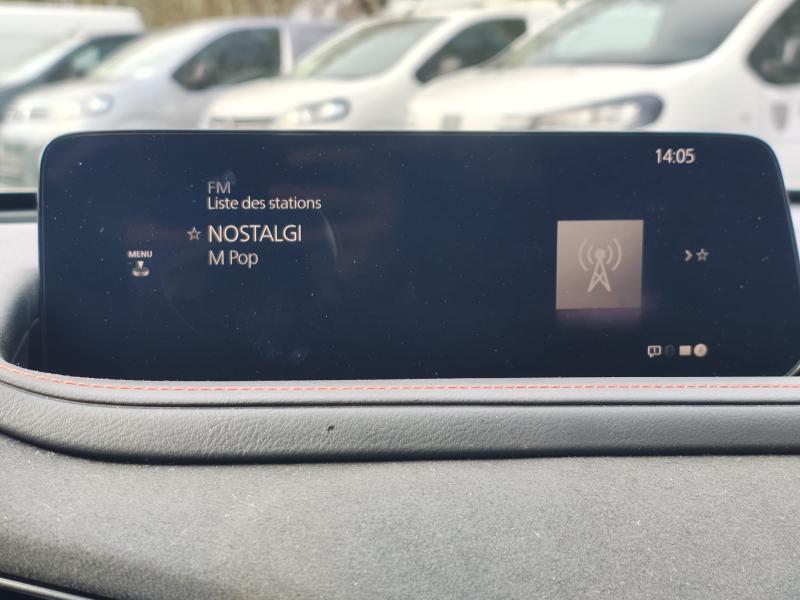 14:05
FM
Liste des stations
NOSTALGI
M Pop
MENU